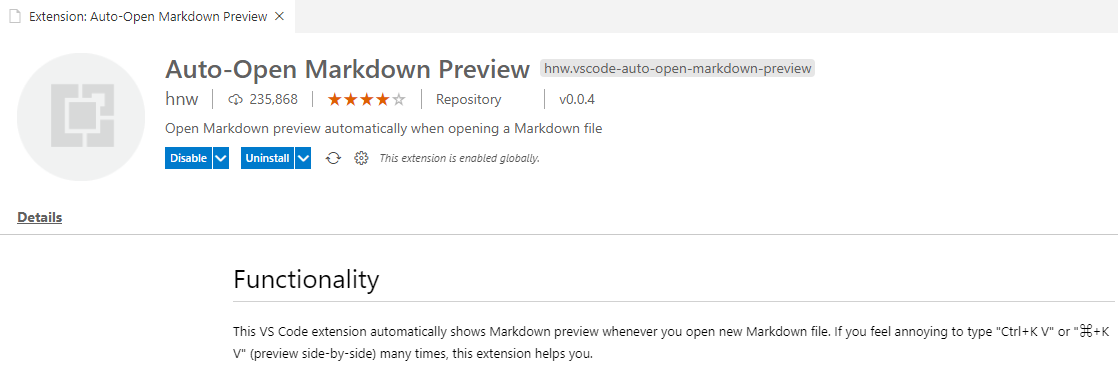 Extension: Auto-Open Markdown Preview
Auto-Open Markdown Preview hnw.vscode-auto-open-markdown-preview
hnw 235,868 Repository v0.0.4
Open Markdown preview automatically when opening a Markdown file
Disable Uninstall This extension is enabled globally.
Details
Functionality
This VS Code extension automatically shows Markdown preview whenever you open new Markdown file. If you feel annoying to type "Ctrl+K V" or "⌘+K
V" (preview side-by-side) many times, this extension helps you.